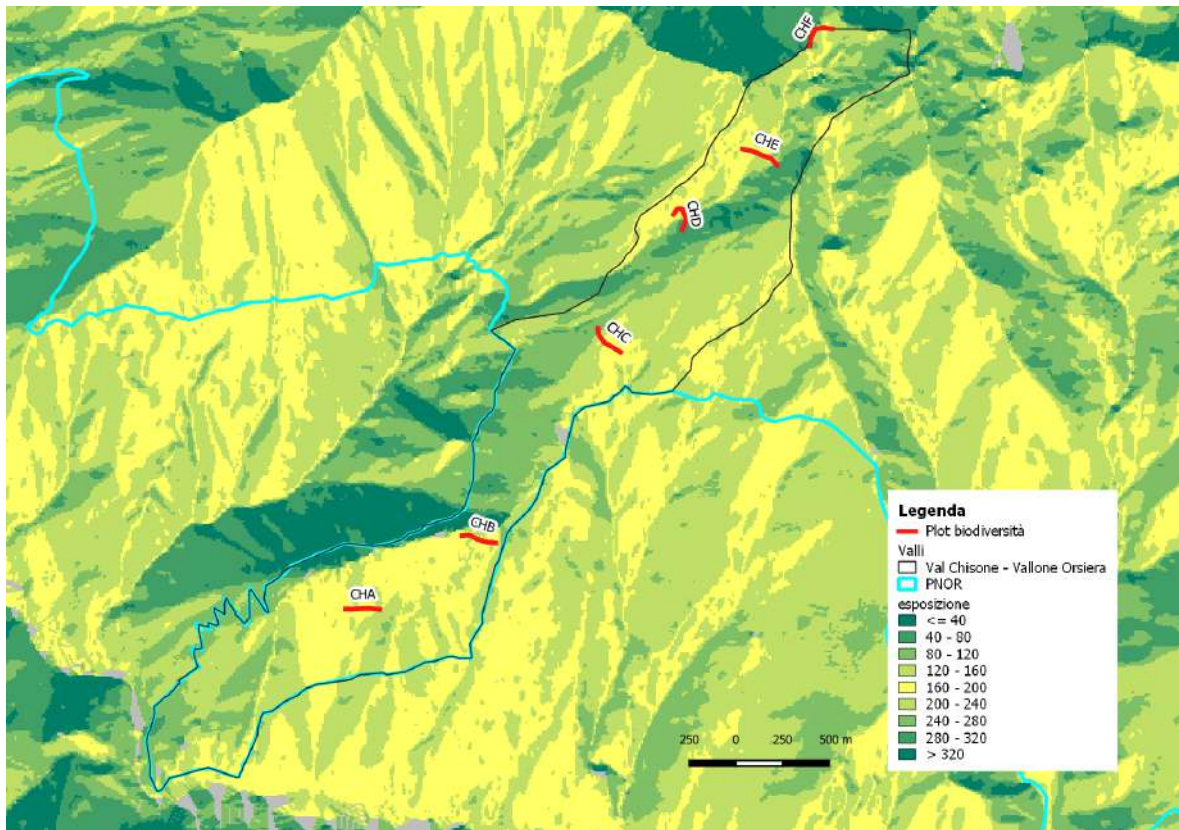 CHF
CHE
CHD
CHC
CHB
CHA
Legenda
Plot biodiversità
Valli
Val Chisone - Vallone Orsiera
PNOR
esposizione
<= 40
40 - 80
80 - 120
120 - 160
160 - 200
200 - 240
240 - 280
280 - 320
> 320
250 0 250 500 m